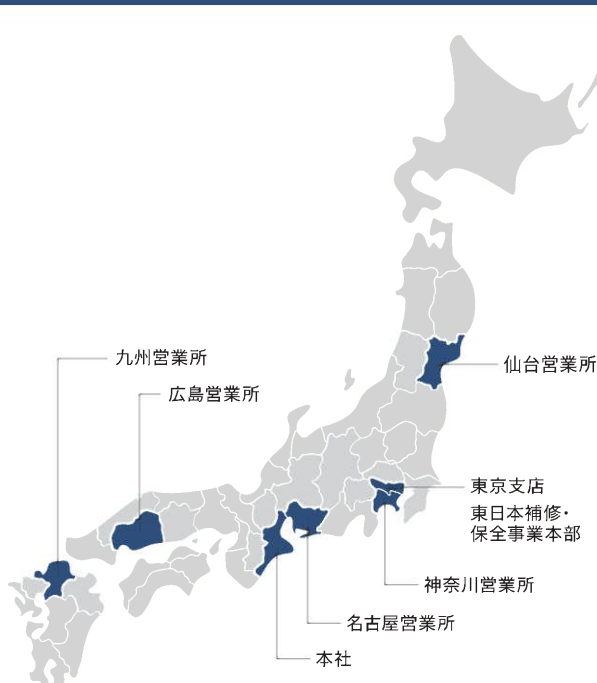 九州営業所
広島営業所
仙台営業所
東京支店
東日本補修・
保全事業本部
神奈川営業所
名古屋営業所
本社